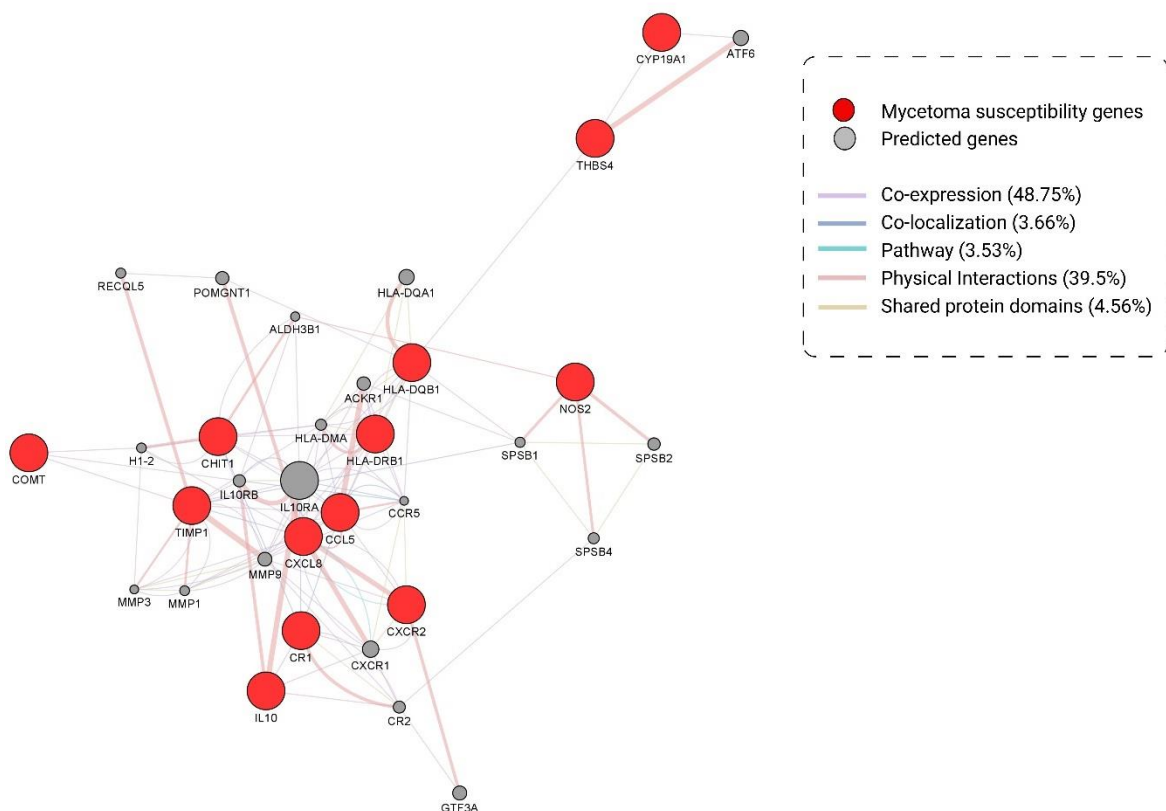 CYP19A1
ATF6
THBS4
Mycetoma susceptibility genes
Predicted genes
Co-expression (48.75%)
Co-localization (3.66%)
Pathway (3.53%)
Physical Interactions (39.5%)
Shared protein domains (4.56%)
RECQL5
POMGNT1
HLA-DQA1
ALDH3B1
HLA-DQB1
NOS2
ACKR1
HLA-DMA
HLA-DRB1
CHIT1
H1-2
COMT
SPSB1
SPSB2
IL10RB
IL10RA
CCR5
TIMP1
CCL5
CXCL8
SPSB4
MMP9
MMP3
MMP1
CXCR2
CR1
CXCR1
IL10
CR2
GTF3A